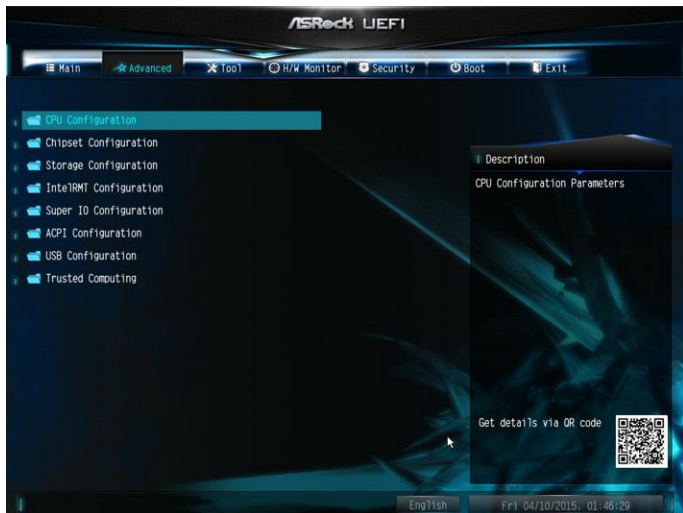 ASRock UEFI
Main Advanced Tool H/W Monitor Security Boot Exit
CPU Configuration
Chipset Configuration
Storage Configuration
IntelRMT Configuration
Super IO Configuration
ACPI Configuration
USB Configuration
Trusted Computing
Description
CPU Configuration Parameters
Get details via QR code
English Fri 04/10/2015. 01:46:29